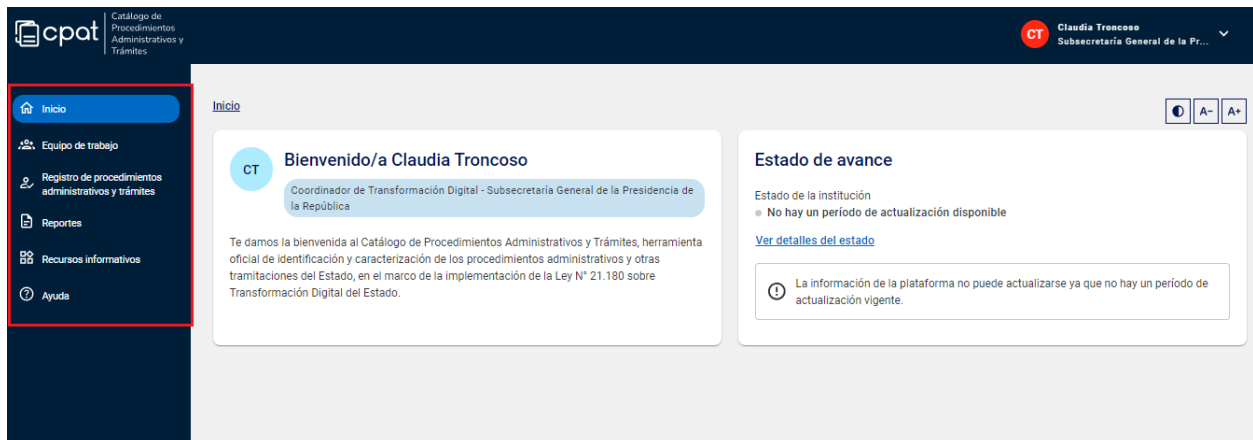 cpat
Catálogo de
Procedimientos
Administrativos y
Trámites
CT
Claudia Troncoso
Subsecretaría General de la Pr...
Inicio
Equipo de trabajo
Registro de procedimientos
administrativos y trámites
Reportes
Recursos informativos
Ayuda
Inicio
A-
A+
CT
Bienvenido/a Claudia Troncoso
Coordinador de Transformación Digital - Subsecretaría General de la Presidencia de
la República
Te damos la bienvenida al Catálogo de Procedimientos Administrativos y Trámites, herramienta
oficial de identificación y caracterización de los procedimientos administrativos y otras
tramitaciones del Estado, en el marco de la implementación de la Ley N° 21.180 sobre
Transformación Digital del Estado.
Estado de avance
Estado de la institución
No hay un período de actualización disponible
Ver detalles del estado
La información de la plataforma no puede actualizarse ya que no hay un período de
actualización vigente.